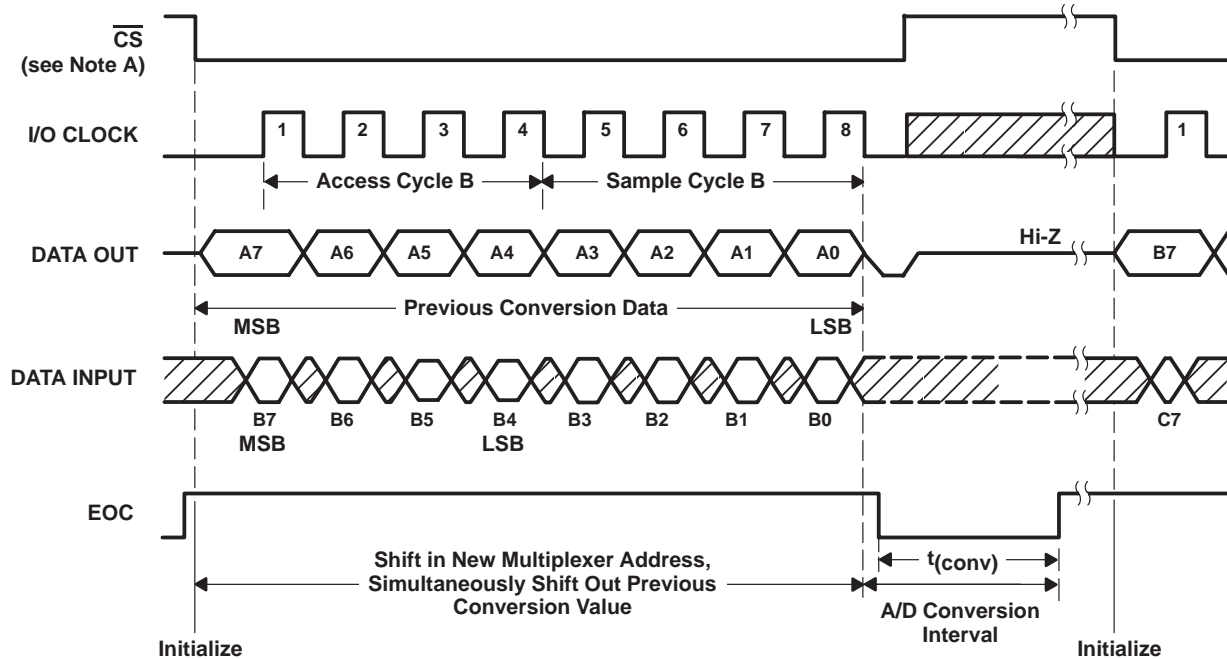 CS
(see Note A)
I/O CLOCK
1 2 3 4 5 6 7 8 1
Access Cycle B Sample Cycle B
DATA OUT
A7 A6 A5 A4 A3 A2 A1 A0 Hi-Z B7
Previous Conversion Data
MSB LSB
DATA INPUT
B7 B6 B5 B4 B3 B2 B1 B0 C7
MSB LSB
EOC
Shift in New Multiplexer Address,
Simultaneously Shift Out Previous
Conversion Value
t(conv)
A/D Conversion
Interval
Initialize Initialize